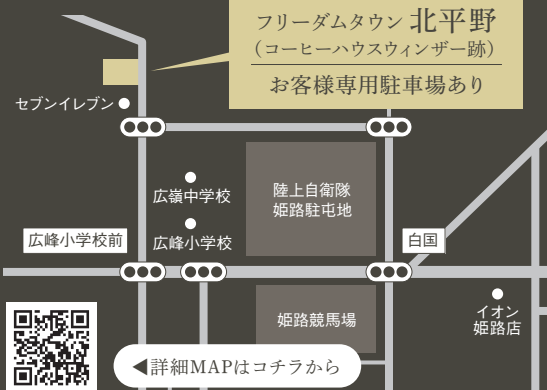 フリーダムタウン 北平野
（コーヒーハウスウィンザー跡）
お客様専用駐車場あり
セブンイレブン
広嶺中学校
陸上自衛隊
姫路駐屯地
広峰小学校前
広峰小学校
白国
姫路競馬場
イオン
姫路店
◀詳細MAPはコチラから